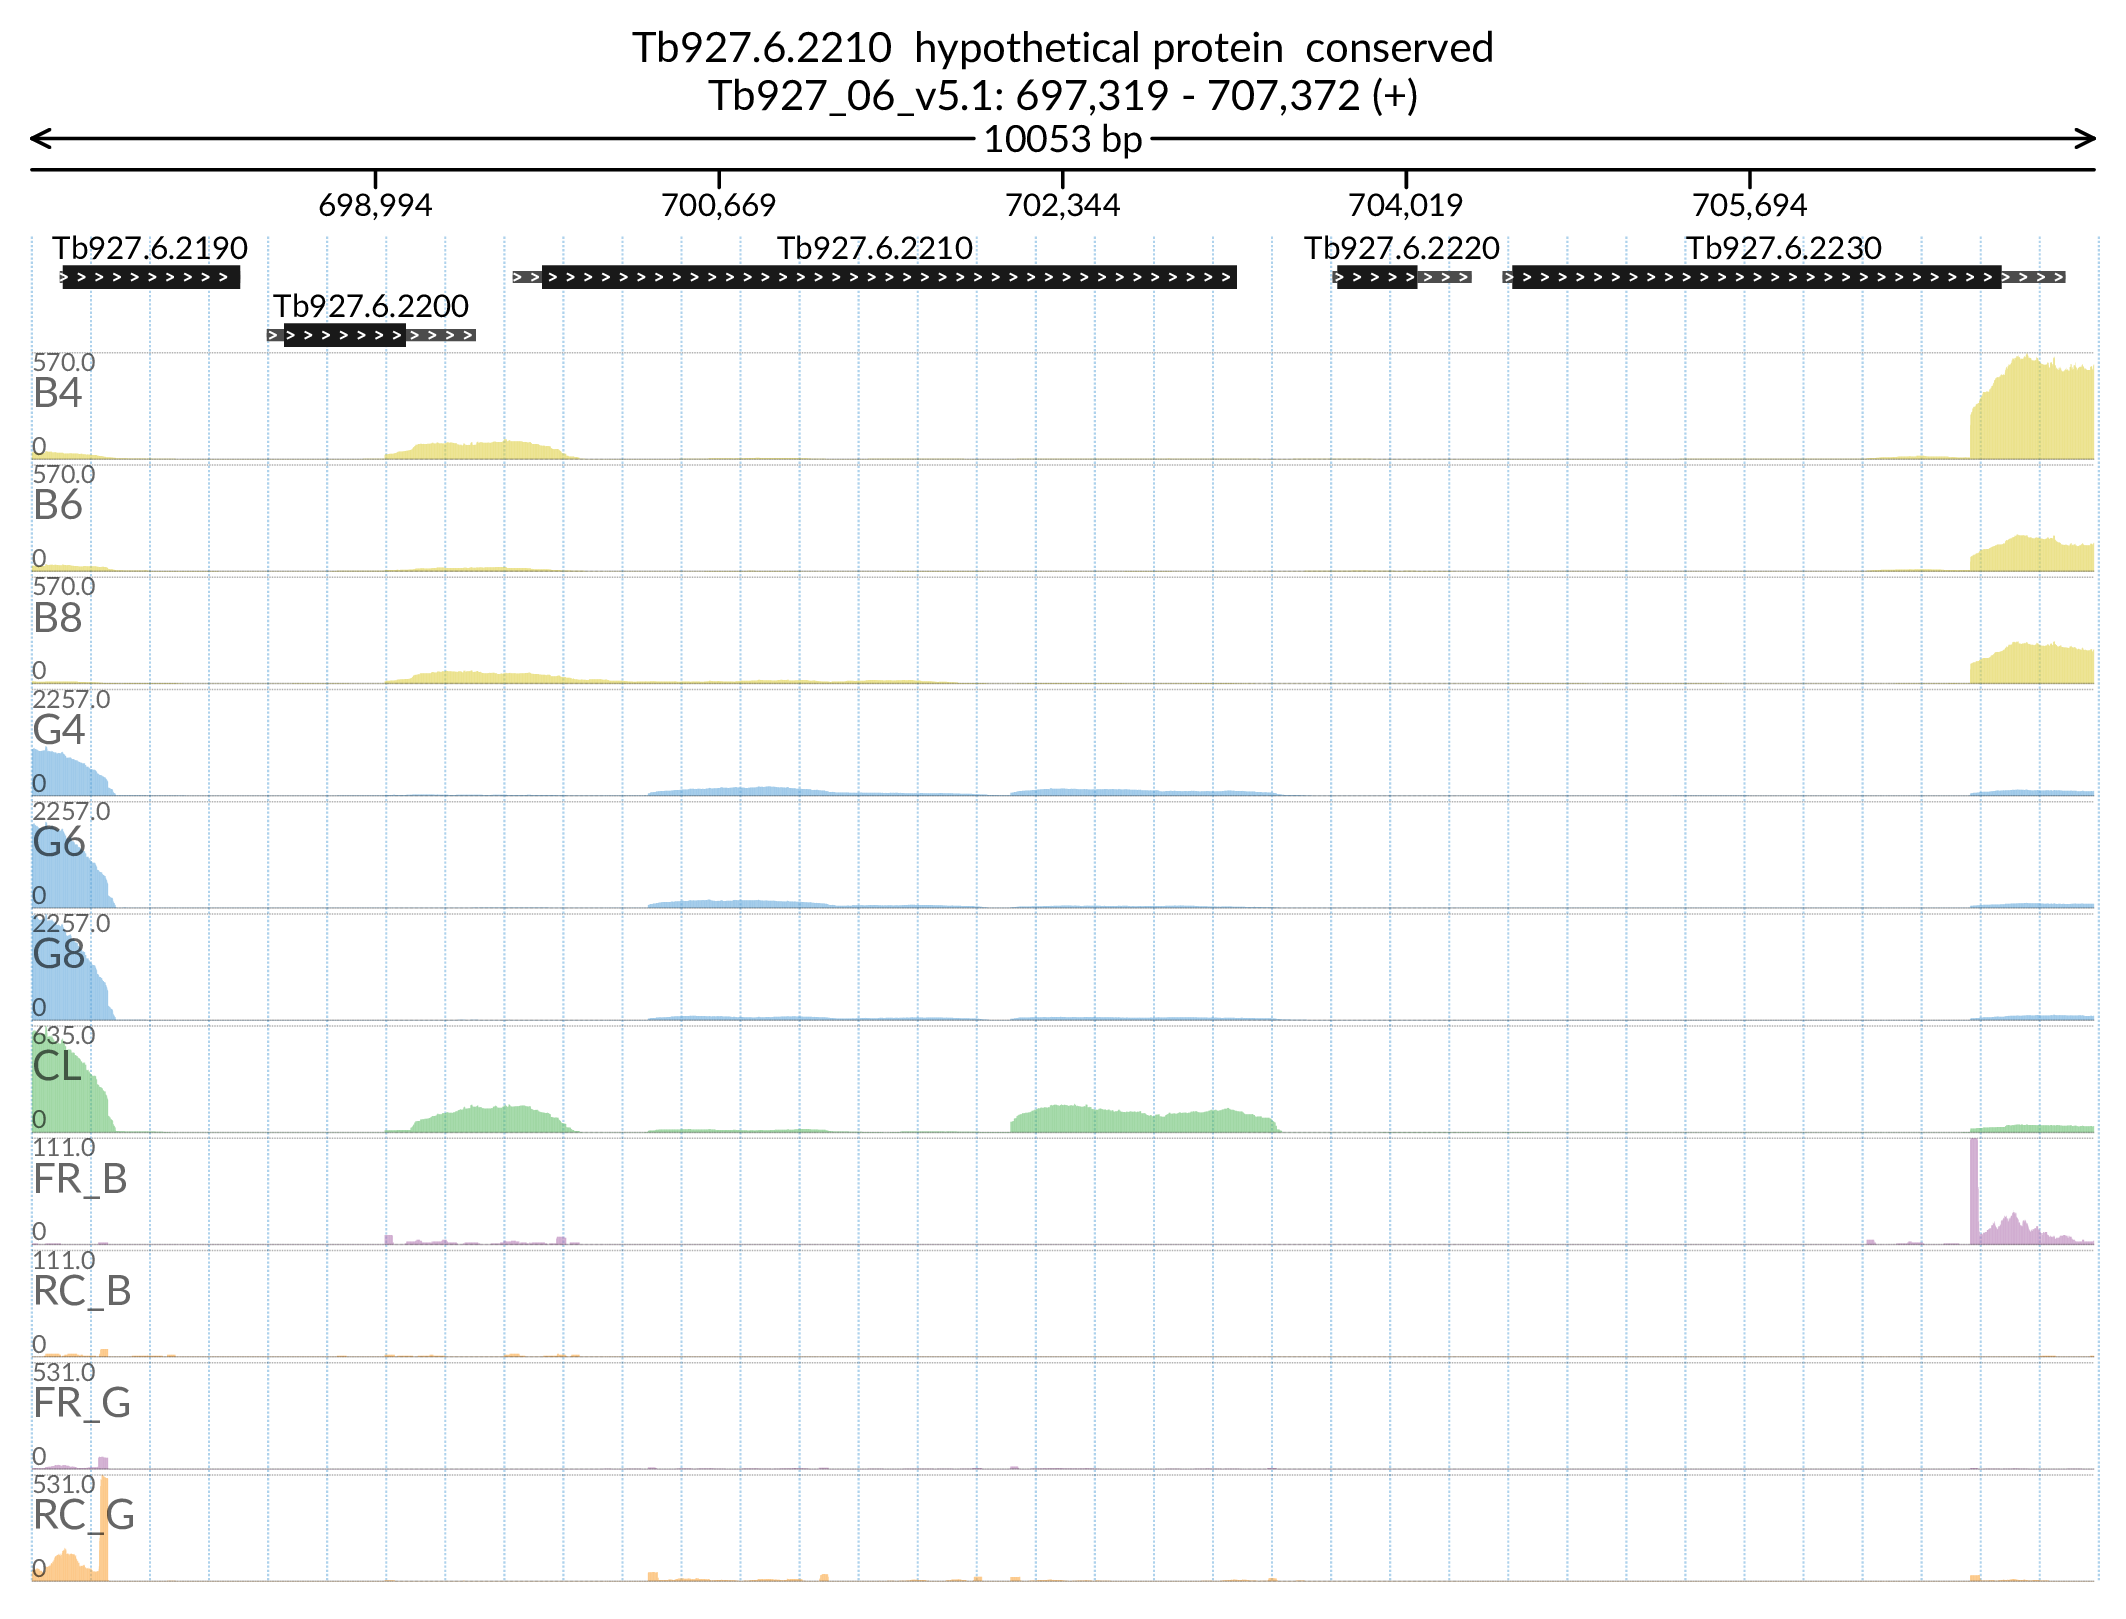 Tb927.6.2210  hypothetical protein  conserved
Tb927_06_v5.1: 697,319 - 707,372 (+)
10053 bp
698,994 700,669 702,344 704,019 705,694
Tb927.6.2190 Tb927.6.2210 Tb927.6.2220 Tb927.6.2230
Tb927.6.2200
570.0
B4
0
570.0
B6
0
570.0
B8
0
2257.0
G4
0
2257.0
G6
0
2257.0
G8
0
635.0
CL
0
111.0
FR_B
0
111.0
RC_B
0
531.0
FR_G
0
531.0
RC_G
0